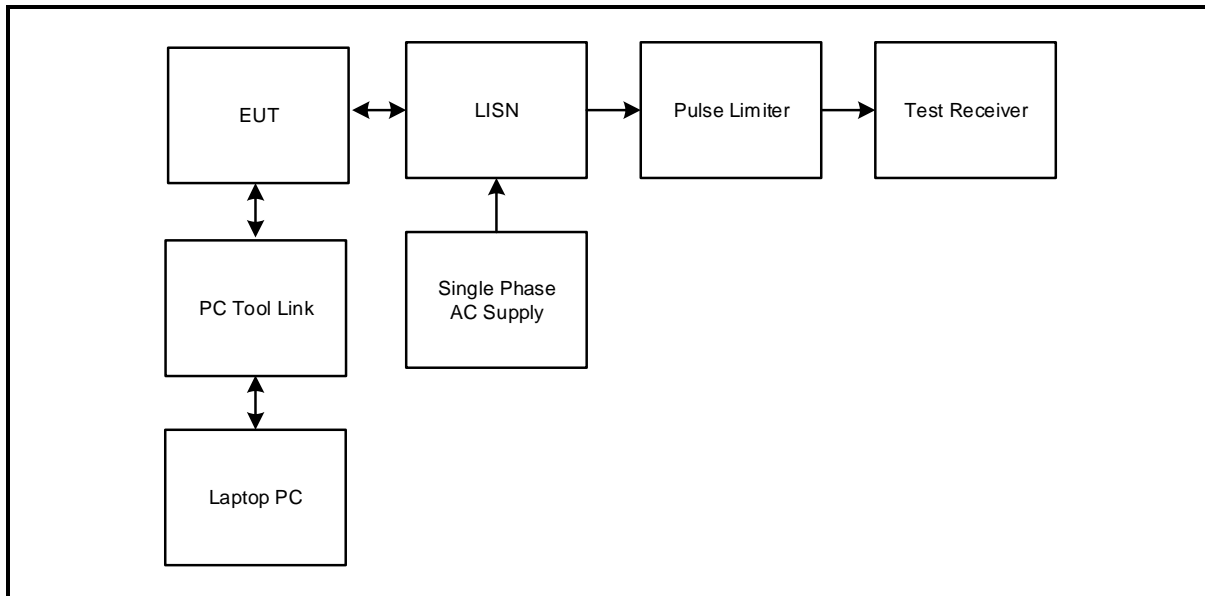 EUT
LISN
Pulse Limiter
Test Receiver
PC Tool Link
Single Phase
AC Supply
Laptop PC